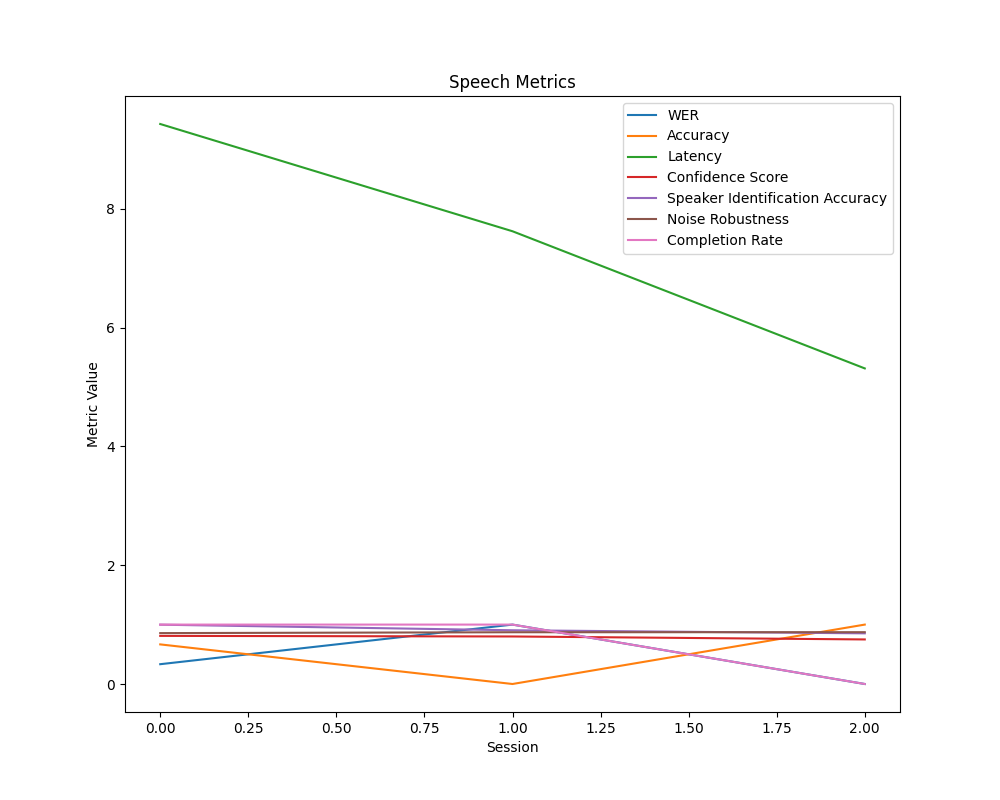 Speech Metrics
WER
Accuracy
Latency
Confidence Score
Speaker Identification Accuracy
Noise Robustness
Completion Rate
Metric Value
8
6
4
2
0
0.00 0.25 0.50 0.75 1.00 1.25 1.50 1.75 2.00
Session